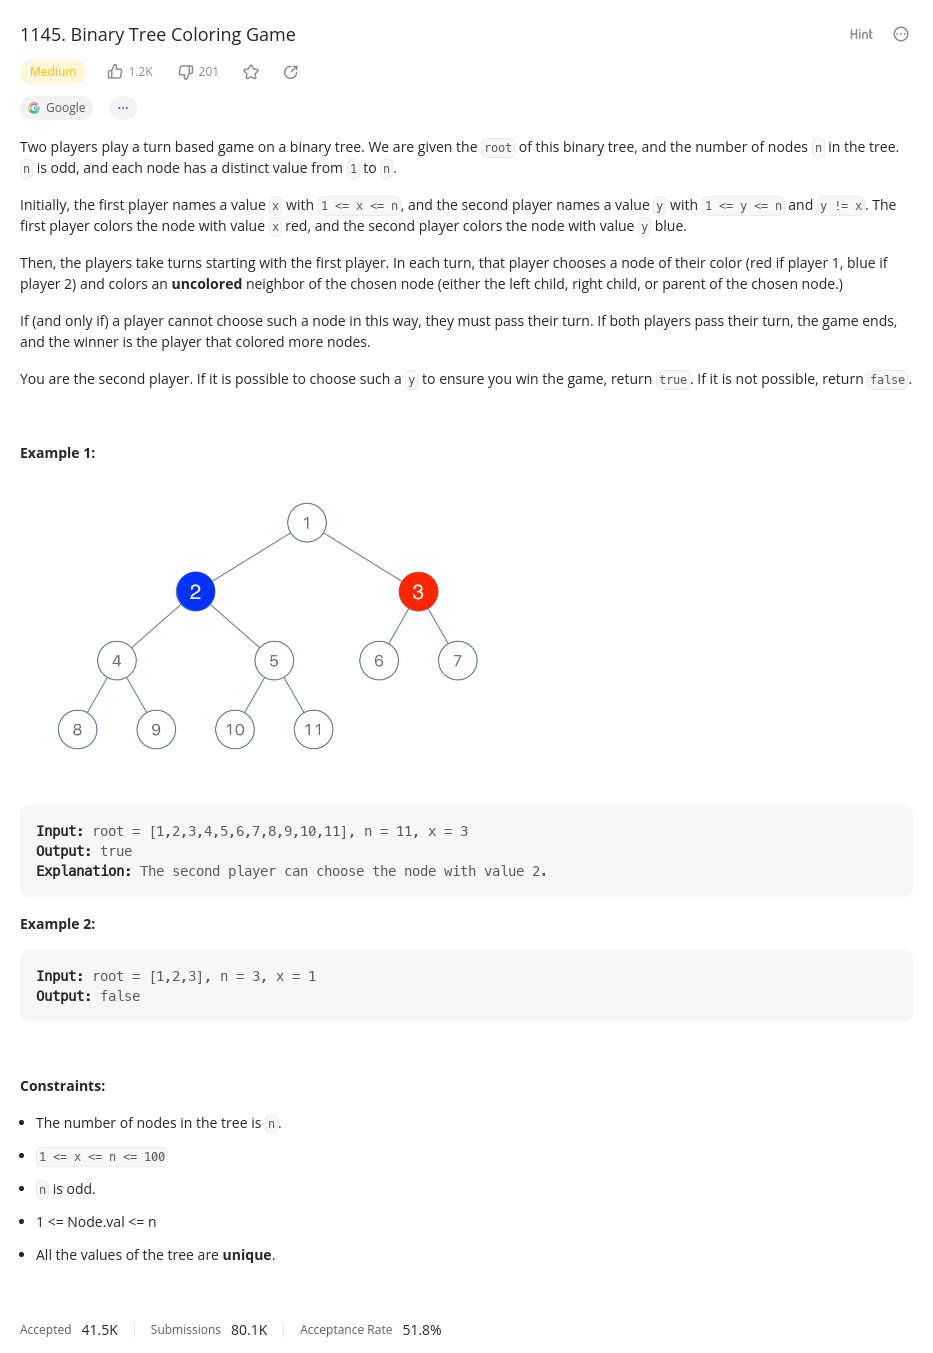 1145. Binary Tree Coloring Game
Hint
Medium
1.2K
201
Google
Two players play a turn based game on a binary tree. We are given the root of this binary tree, and the number of nodes n in the tree.
n is odd, and each node has a distinct value from 1 to n.
Initially, the first player names a value x with 1 <= x <= n, and the second player names a value y with 1 <= y <= n and y != x. The
first player colors the node with value x red, and the second player colors the node with value y blue.
Then, the players take turns starting with the first player. In each turn, that player chooses a node of their color (red if player 1, blue if
player 2) and colors an uncolored neighbor of the chosen node (either the left child, right child, or parent of the chosen node.)
If (and only if) a player cannot choose such a node in this way, they must pass their turn. If both players pass their turn, the game ends,
and the winner is the player that colored more nodes.
You are the second player. If it is possible to choose such a y to ensure you win the game, return true. If it is not possible, return false.
Example 1:
1
2 3
4 5 6 7
8 9 10 11
Input: root = [1,2,3,4,5,6,7,8,9,10,11], n = 11, x = 3
Output: true
Explanation: The second player can choose the node with value 2.
Example 2:
Input: root = [1,2,3], n = 3, x = 1
Output: false
Constraints:
The number of nodes in the tree is n.
1 <= x <= n <= 100
n is odd.
1 <= Node.val <= n
All the values of the tree are unique.
Accepted 41.5K Submissions 80.1K Acceptance Rate 51.8%